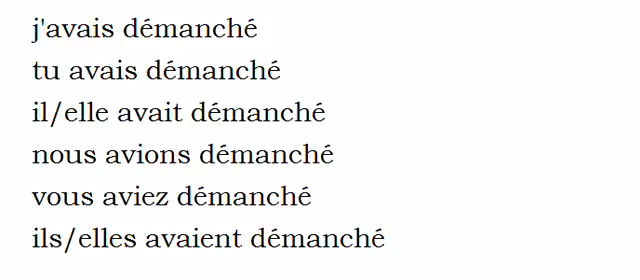 j'avais démanché
tu avais démanché
il/elle avait démanché
nous avions démanché
vous aviez démanché
ils/elles avaient démanché